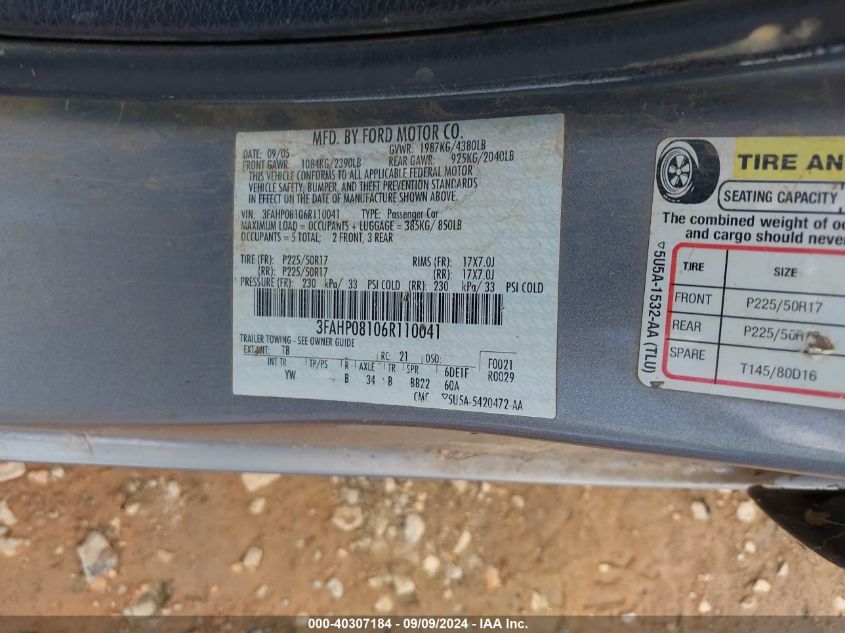 MFD. BY FORD MOTOR CO.
DATE: 09/05 GVWR: 1987KG/4380LB
FRONT GAWR: 1084KG/2390LB REAR GAWR: 925KG/2040LB
THIS VEHICLE CONFORMS TO ALL APPLICABLE FEDERAL MOTOR
VEHICLE SAFETY, BUMPER, AND THEFT PREVENTION STANDARDS
IN EFFECT ON THE DATE OF MANUFACTURE SHOWN ABOVE.
VIN: 3FAHP08106R110041 TYPE: Passenger Car
MAXIMUM LOAD = OCCUPANTS + LUGGAGE = 385KG/850LB
OCCUPANTS = 5 TOTAL; 2 FRONT, 3 REAR
TIRE (FR): P225/50R17 RIMS (FR): 17X7.0J
(RR): P225/50R17 (RR): 17X7.0J
PRESSURE (FR): 230 kPa/ 33 PSI COLD (RR): 230 kPa/ 33 PSI COLD
3FAHP08106R110041
TRAILER TOWING - SEE OWNER GUIDE
EXT PNT: TB RC: 21 DSO: F0021
INT TR TP/PS R AXLE TR SPR 6DETF R0029
YW B 34 B BB22 60A
CMC ▽5U5A-5420472-AA
TIRE AN
SEATING CAPACITY
The combined weight of oc
and cargo should never
TIRE SIZE
FRONT P225/50R17
REAR P225/50R
SPARE T145/80D16
▽5U5A-1532-AA (TLU)
000-40307184 - 09/09/2024 - IAA Inc.